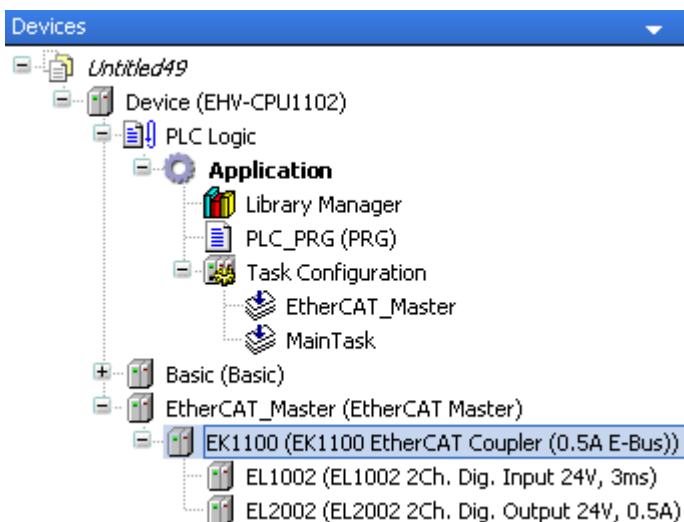 Devices
Untitled49
Device (EHV-CPU1102)
PLC Logic
Application
Library Manager
PLC_PRG (PRG)
Task Configuration
EtherCAT_Master
MainTask
Basic (Basic)
EtherCAT_Master (EtherCAT Master)
EK1100 (EK1100 EtherCAT Coupler (0.5A E-Bus))
EL1002 (EL1002 2Ch. Dig. Input 24V, 3ms)
EL2002 (EL2002 2Ch. Dig. Output 24V, 0.5A)